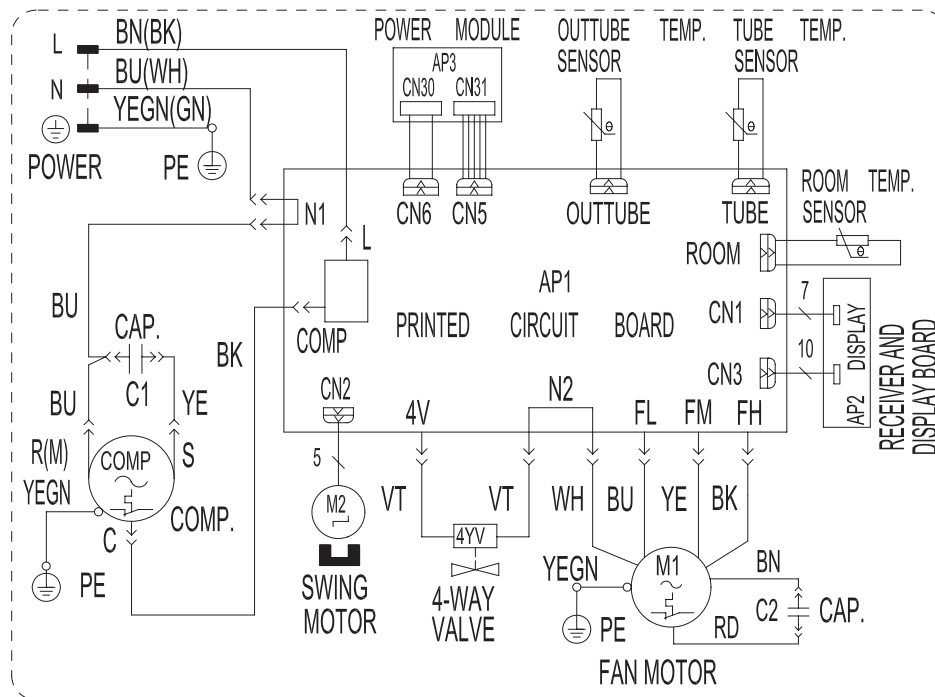 L
BN(BK)
N
BU(WH)
YEGN(GN)
POWER
PE
POWER MODULE
AP3
CN30 CN31
CN6 CN5
OUTTUBE TEMP.
SENSOR
θ
OUTTUBE
TUBE TEMP.
SENSOR
θ
TUBE
ROOM TEMP.
SENSOR
θ
ROOM
N1
L
COMP
AP1
PRINTED CIRCUIT BOARD
CN1
7
CN3
10
DISPLAY
AP2
RECEIVER AND
DISPLAY BOARD
BU
CAP.
C1
BK
BU
YE
R(M)
S
COMP
YEGN
COMP.
C
PE
CN2
5
M2
SWING
MOTOR
4V
N2
FL
FM
FH
VT
VT
WH
BU
YE
BK
4YV
4-WAY
VALVE
YEGN
PE
M1
BN
C2
CAP.
RD
FAN MOTOR